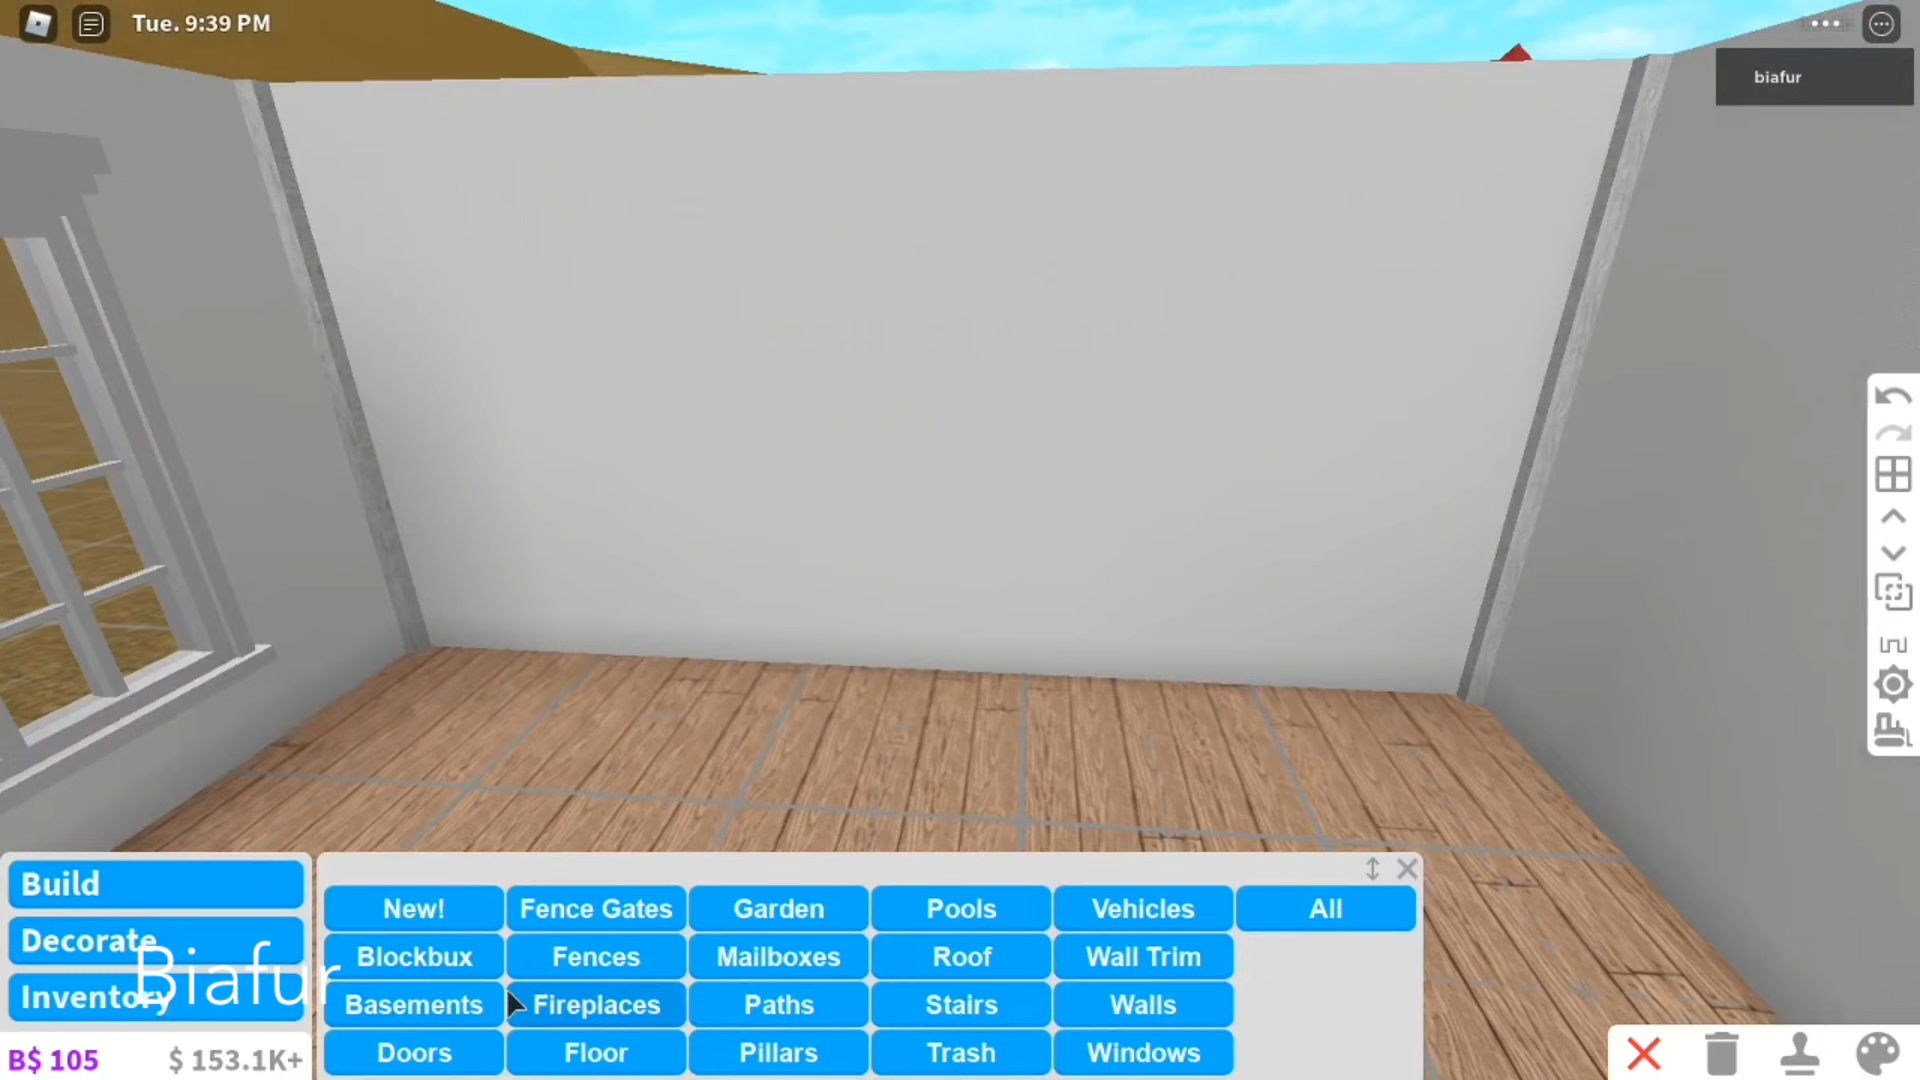 Tue. 9:39 PM
biafur
Build
Decorate
Inventory
Biafur
B$ 105
$ 153.1K+
New! Fence Gates Garden Pools Vehicles All
Blockbux Fences Mailboxes Roof Wall Trim
Basements Fireplaces Paths Stairs Walls
Doors Floor Pillars Trash Windows